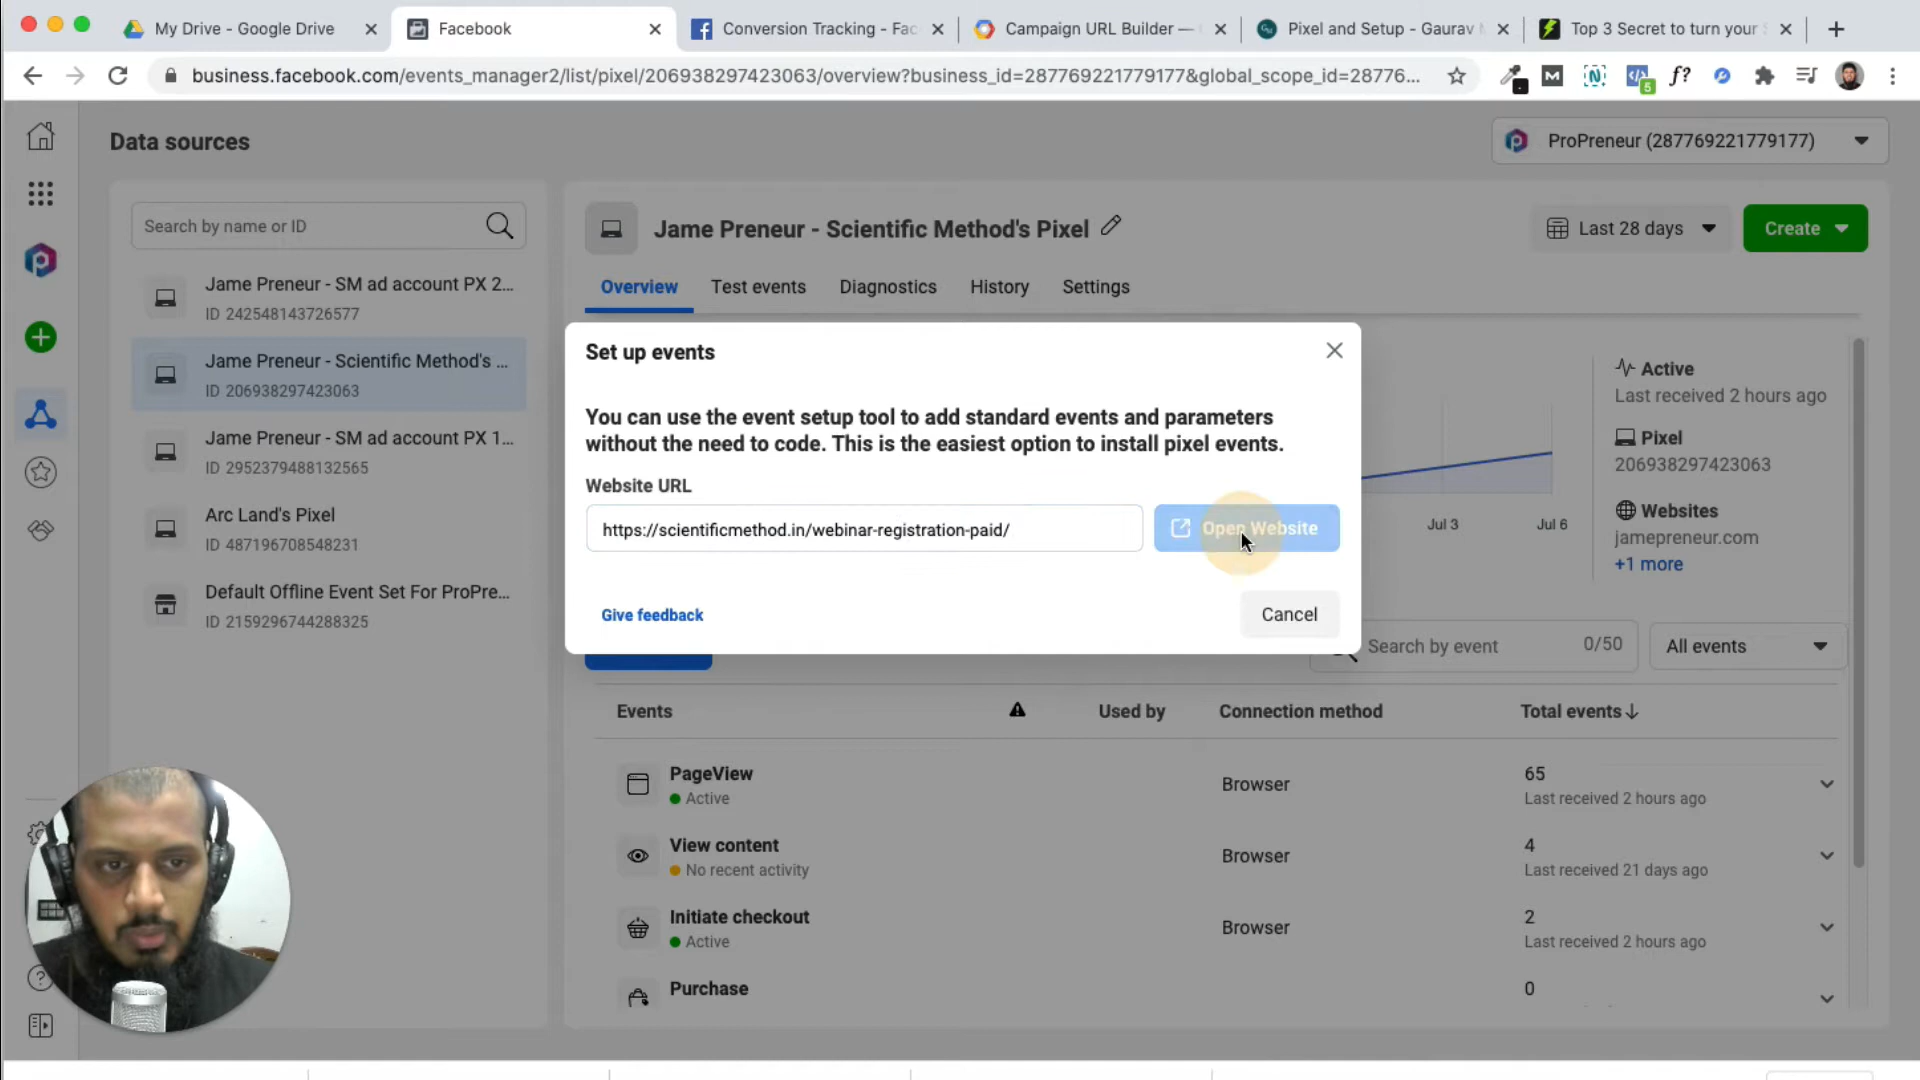 My Drive - Google Drive
Facebook
Conversion Tracking - Fac
Campaign URL Builder —
Pixel and Setup - Gaurav
Top 3 Secret to turn your
business.facebook.com/events_manager2/list/pixel/206938297423063/overview?business_id=287769221779177&global_scope_id=28776...
M
N
5
f?
Data sources
ProPreneur (287769221779177)
Search by name or ID
Jame Preneur - Scientific Method's Pixel
Last 28 days
Create
Jame Preneur - SM ad account PX 2...
ID 242548143726577
Overview
Test events
Diagnostics
History
Settings
Jame Preneur - Scientific Method's ...
ID 206938297423063
Set up events
Active
Last received 2 hours ago
You can use the event setup tool to add standard events and parameters
without the need to code. This is the easiest option to install pixel events.
Jame Preneur - SM ad account PX 1...
ID 2952379488132565
Pixel
206938297423063
Website URL
https://scientificmethod.in/webinar-registration-paid/
Open Website
Jul 3
Jul 6
Websites
jamepreneur.com
+1 more
Arc Land's Pixel
ID 487196708548231
Default Offline Event Set For ProPre...
ID 2159296744288325
Give feedback
Cancel
Search by event
0/50
All events
Events
Used by
Connection method
Total events
PageView
Active
Browser
65
Last received 2 hours ago
View content
No recent activity
Browser
4
Last received 21 days ago
Initiate checkout
Active
Browser
2
Last received 2 hours ago
Purchase
0